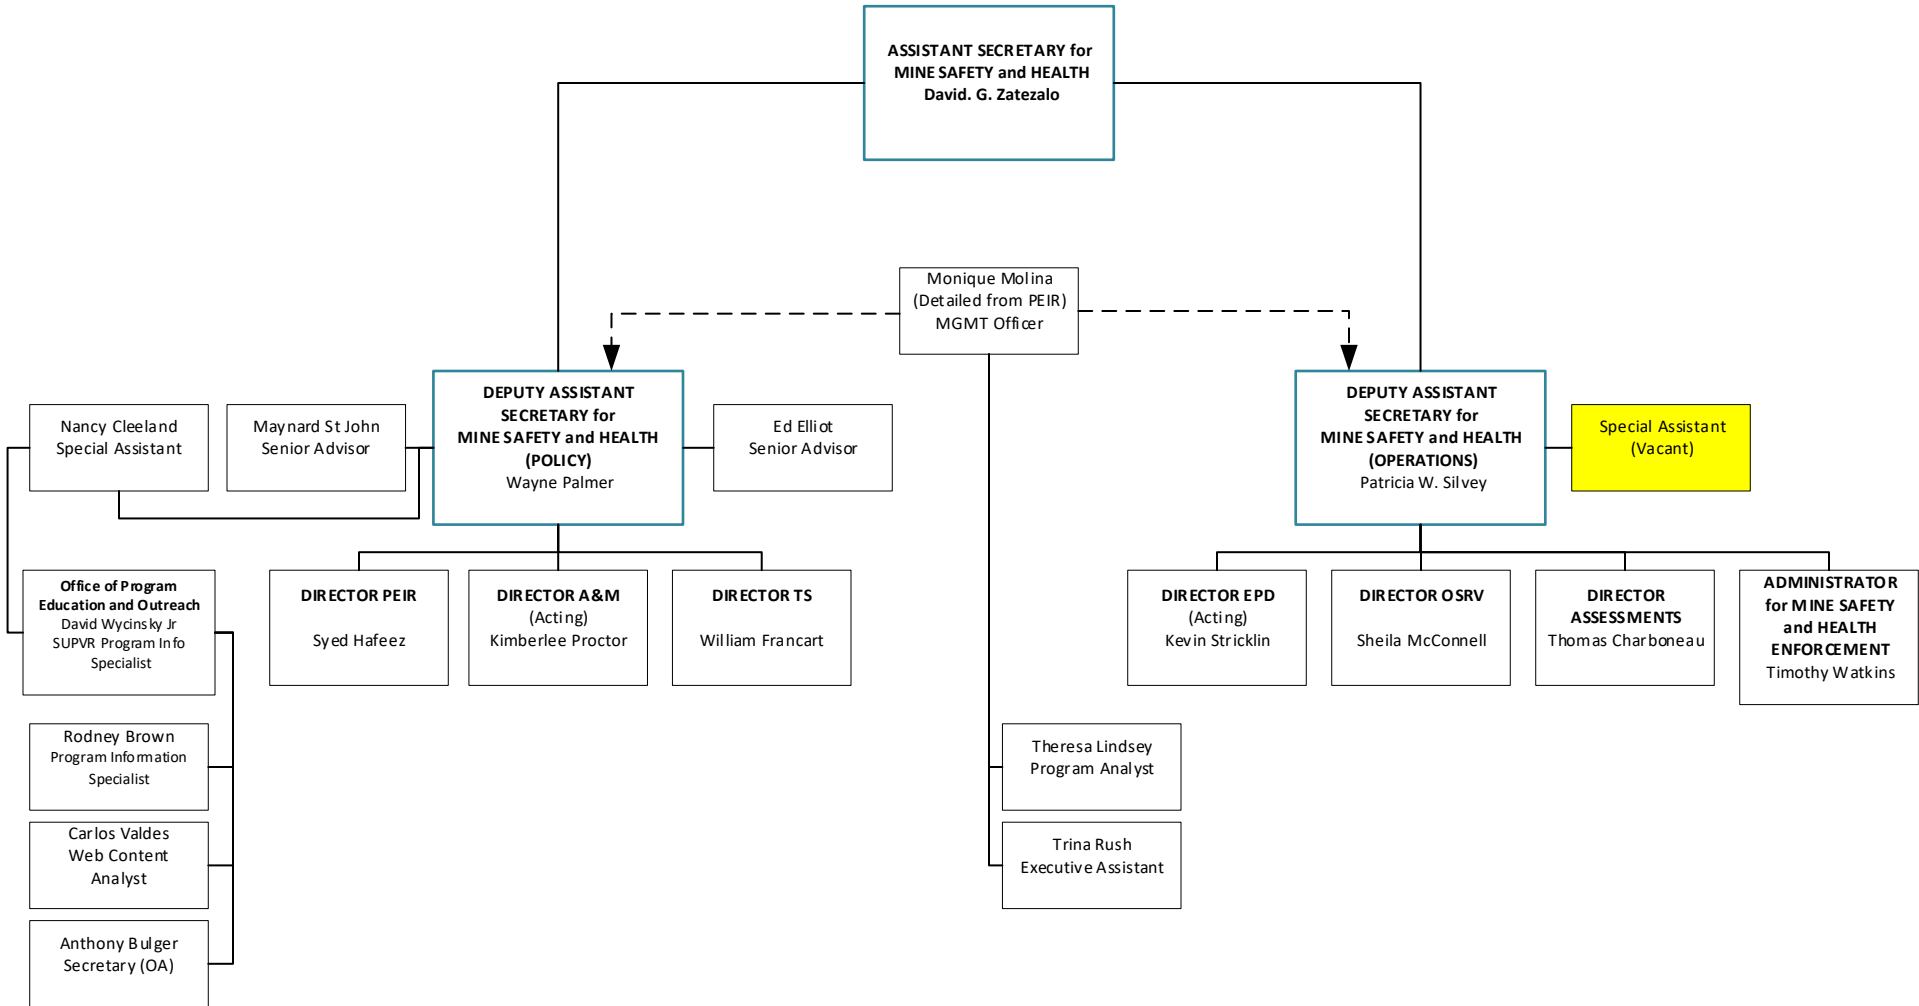 ASSISTANT SECRETARY for
MINE SAFETY and HEALTH
David. G. Zatezalo
Monique Molina
(Detailed from PEIR)
MGMT Officer
Nancy Cleeland
Special Assistant
Maynard St John
Senior Advisor
DEPUTY ASSISTANT
SECRETARY for
MINE SAFETY and HEALTH
(POLICY)
Wayne Palmer
Ed Elliot
Senior Advisor
DEPUTY ASSISTANT
SECRETARY for
MINE SAFETY and HEALTH
(OPERATIONS)
Patricia W. Silvey
Special Assistant
(Vacant)
Office of Program
Education and Outreach
David Wycinsky Jr
SUPVR Program Info
Specialist
DIRECTOR PEIR
Syed Hafeez
DIRECTOR A&M
(Acting)
Kimberlee Proctor
DIRECTOR TS
William Francart
DIRECTOR EPD
(Acting)
Kevin Stricklin
DIRECTOR OSRV
Sheila McConnell
DIRECTOR
ASSESSMENTS
Thomas Charboneau
ADMINISTRATOR
for MINE SAFETY
and HEALTH
ENFORCEMENT
Timothy Watkins
Rodney Brown
Program Information
Specialist
Carlos Valdes
Web Content
Analyst
Anthony Bulger
Secretary (OA)
Theresa Lindsey
Program Analyst
Trina Rush
Executive Assistant